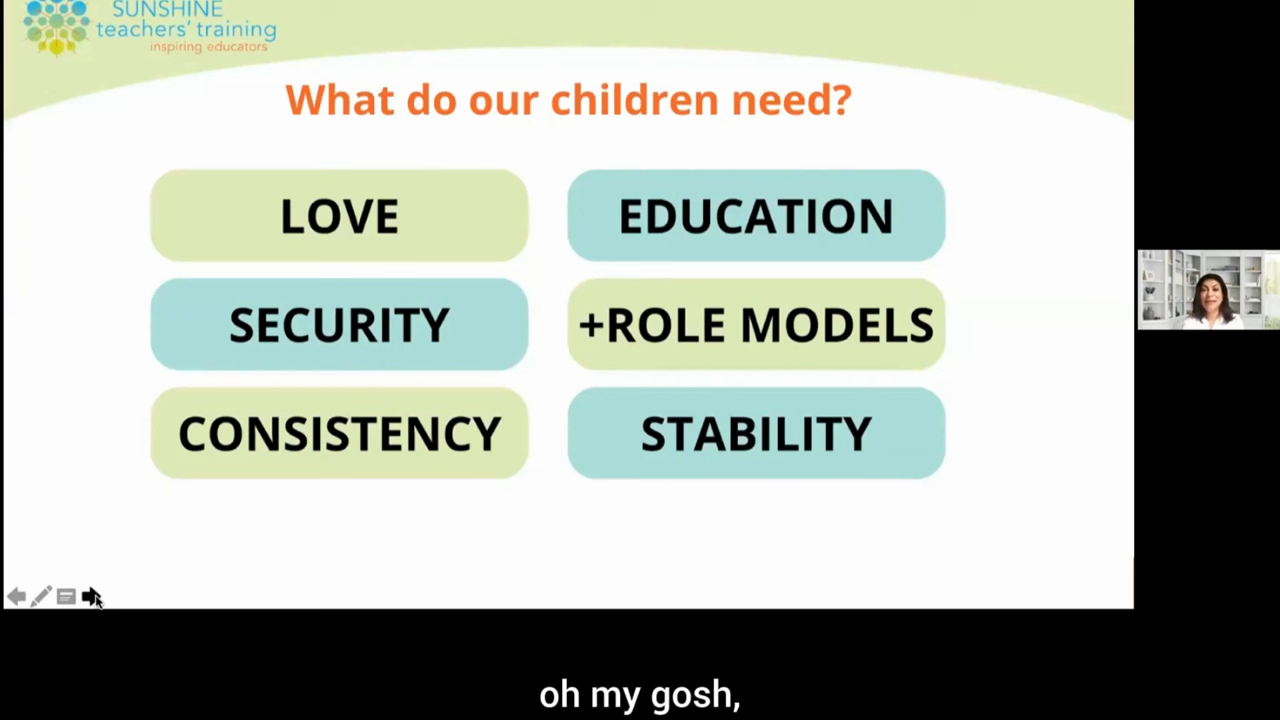 SUNSHINE
teachers' training
inspiring educators
What do our children need?
LOVE
EDUCATION
SECURITY
+ROLE MODELS
CONSISTENCY
STABILITY
oh my gosh,